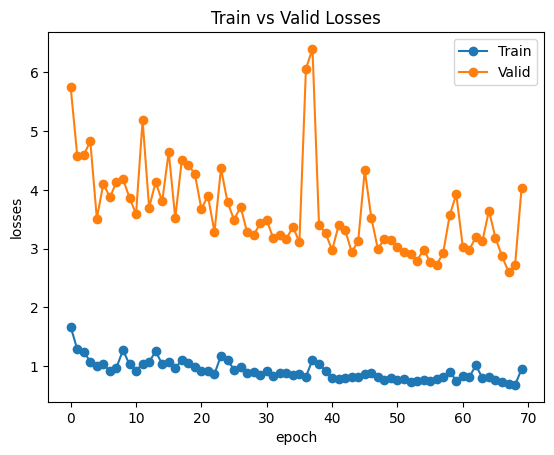 Train vs Valid Losses
Train
Valid
6
5
4
3
2
1
losses
0 10 20 30 40 50 60 70
epoch